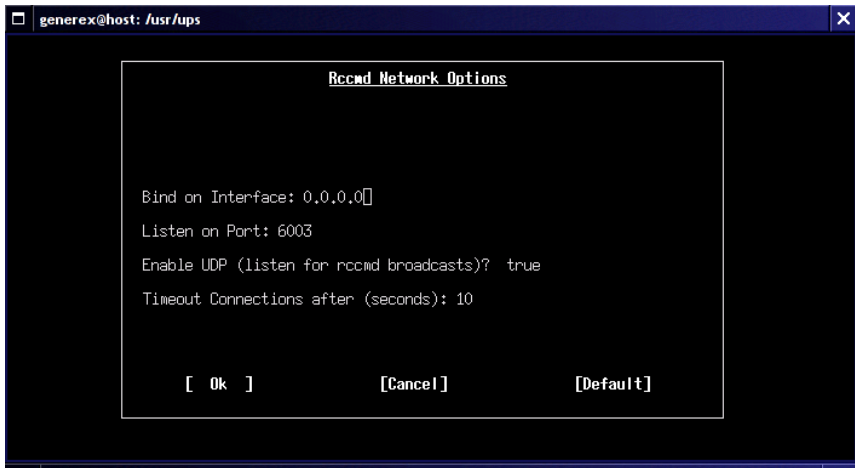 generex@host: /usr/ups
Rccmd Network Options
Bind on Interface: 0.0.0.0
Listen on Port: 6003
Enable UDP (listen for rccmd broadcasts)? true
Timeout Connections after (seconds): 10
[ Ok ] [Cancel] [Default]